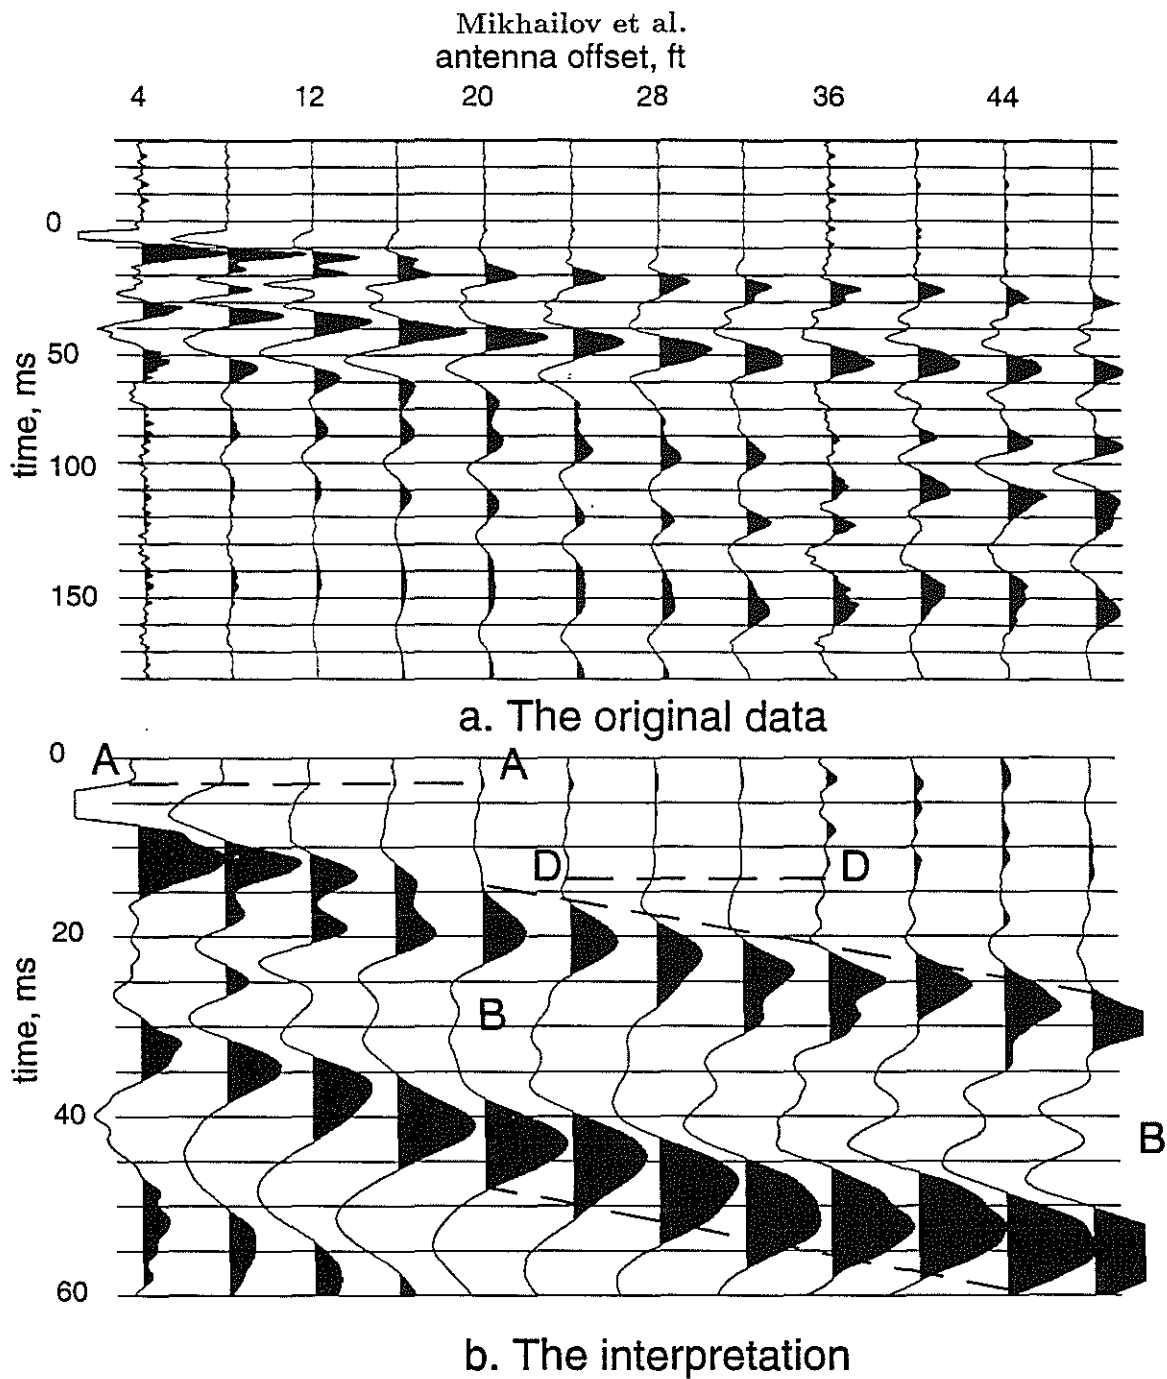 Mikhailov et al.
antenna offset, ft
4 12 20 28 36 44
0
50
time, ms
100
150
a. The original data
0
A A
D D
20
B
time, ms
40
B
60
b. The interpretation